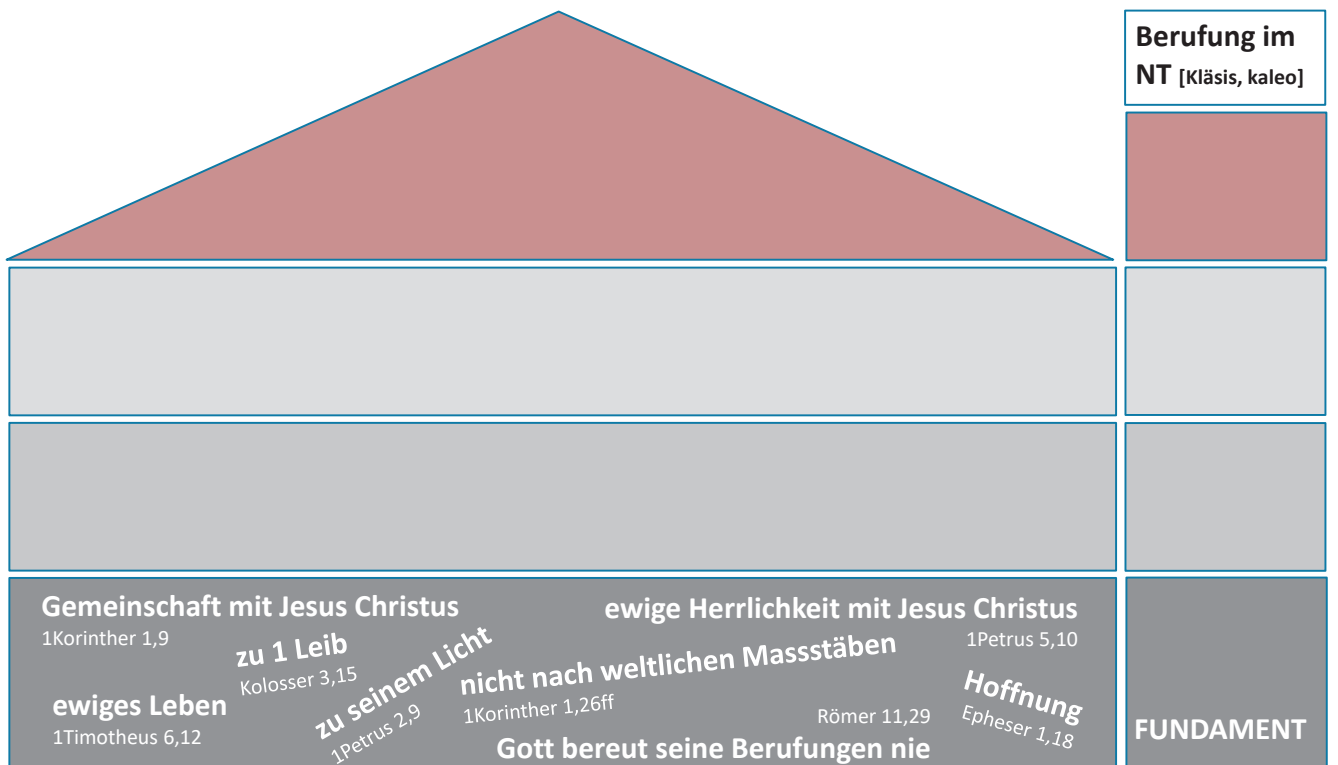 Berufung im
NT [Kläsis, kaleo]
Gemeinschaft mit Jesus Christus
1Korinther 1,9
zu 1 Leib
Kolosser 3,15
ewiges Leben
1Timotheus 6,12
zu seinem Licht
1Petrus 2,9
nicht nach weltlichen Massstäben
1Korinther 1,26ff
ewige Herrlichkeit mit Jesus Christus
1Petrus 5,10
Hoffnung
Epheser 1,18
Römer 11,29
Gott bereut seine Berufungen nie
FUNDAMENT